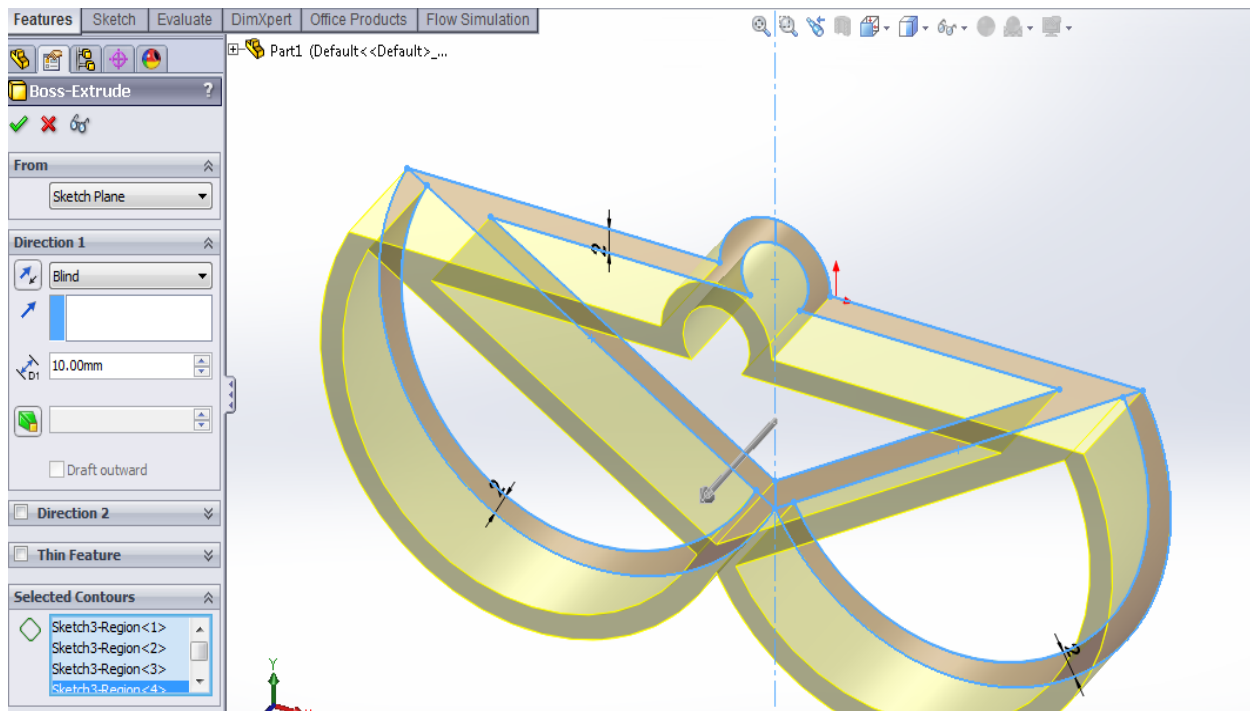 Features Sketch Evaluate DimXpert Office Products Flow Simulation
Part1 (Default<<Default>_...
Boss-Extrude ?
From
Sketch Plane
Direction 1
Blind
D1 10.00mm
Draft outward
Direction 2
Thin Feature
Selected Contours
Sketch3-Region<1>
Sketch3-Region<2>
Sketch3-Region<3>
Sketch3-Region<4>
2
2
2
Y